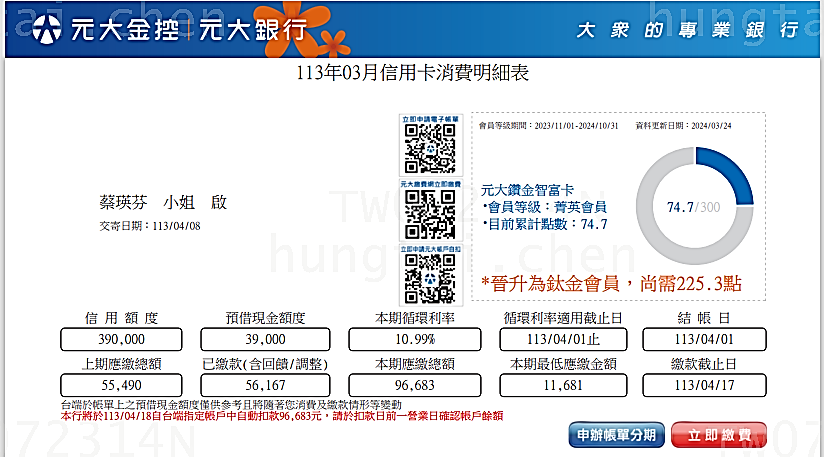 元大金控 元大銀行
大眾的專業銀行
113年03月信用卡消費明細表
立即申請電子帳單
會員等級期間：2023/11/01-2024/10/31 資料更新日期：2024/03/24
元大繳費網立即繳費
元大鑽金智富卡
蔡瑛芬 小姐 啟
•會員等級：菁英會員
74.7/300
交寄日期：113/04/08
•目前累計點數：74.7
立即申請元大帳戶自扣
*晉升為鈦金會員，尚需225.3點
信用額度 預借現金額度 本期循環利率 循環利率適用截止日 結帳日
390,000 39,000 10.99% 113/04/01止 113/04/01
上期應繳總額 已繳款(含回饋/調整) 本期應繳總額 本期最低應繳金額 繳款截止日
55,490 56,167 96,683 11,681 113/04/17
台端於帳單上之預借現金額度僅供參考且將隨著您消費及繳款情形等變動
本行將於113/04/18自台端指定帳戶中自動扣款96,683元，請於扣款日前一營業日確認帳戶餘額
申辦帳單分期 立即繳費
hungtai.chen
072314N